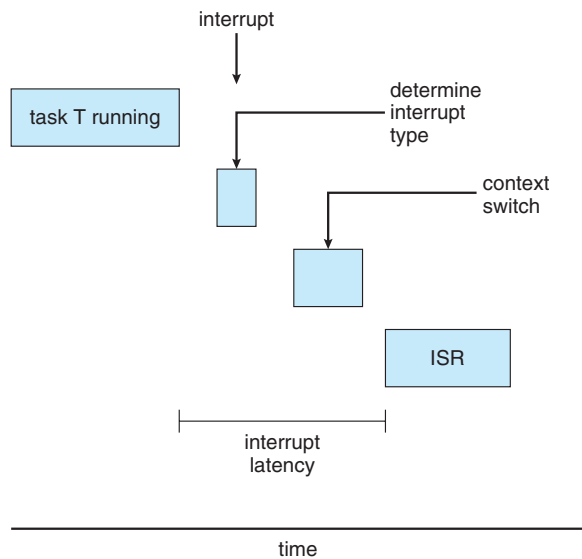 interrupt
task T running
determine
interrupt
type
context
switch
ISR
interrupt
latency
time